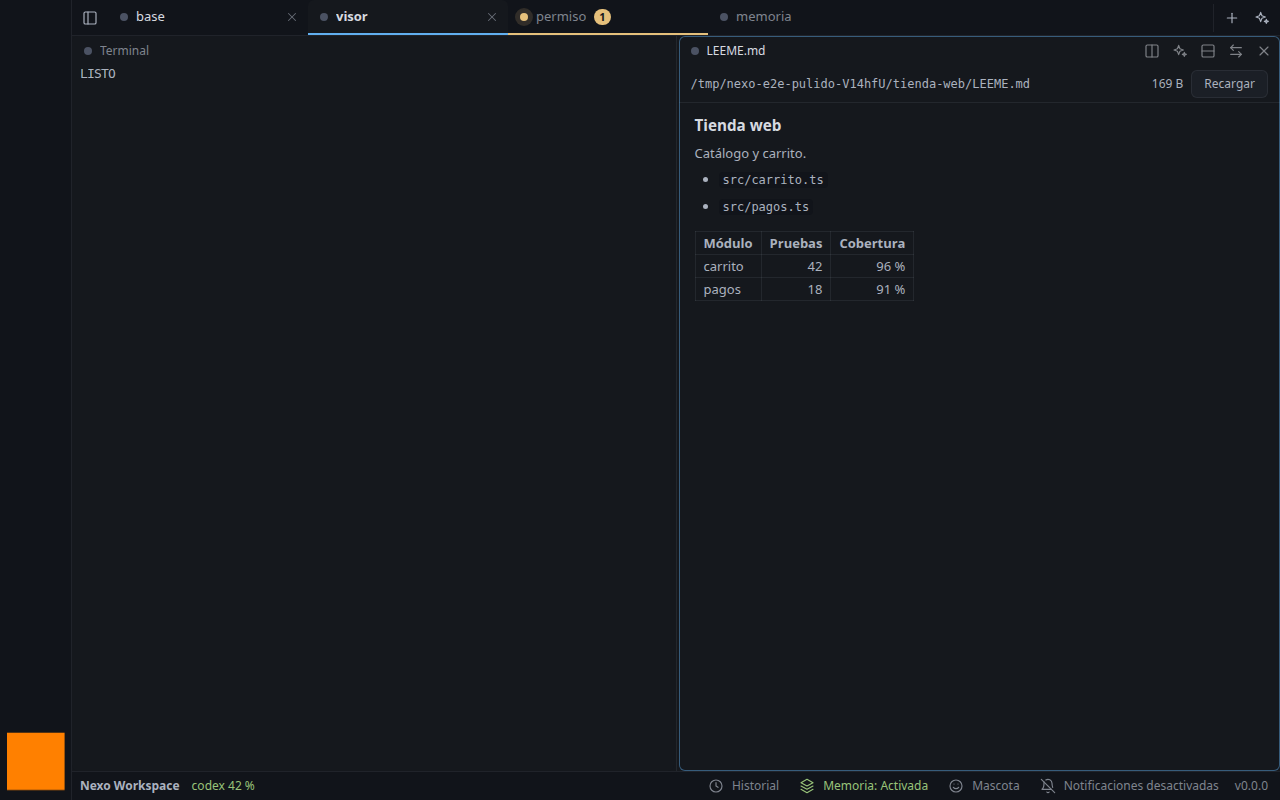 base
visor
permiso 1
memoria
Terminal
LISTO
LEEME.md
/tmp/nexo-e2e-pulido-V14hfU/tienda-web/LEEME.md 169 B Recargar
Tienda web
Catálogo y carrito.
src/carrito.ts
src/pagos.ts
Módulo Pruebas Cobertura
carrito 42 96 %
pagos 18 91 %
Nexo Workspace codex 42 % Historial Memoria: Activada Mascota Notificaciones desactivadas v0.0.0